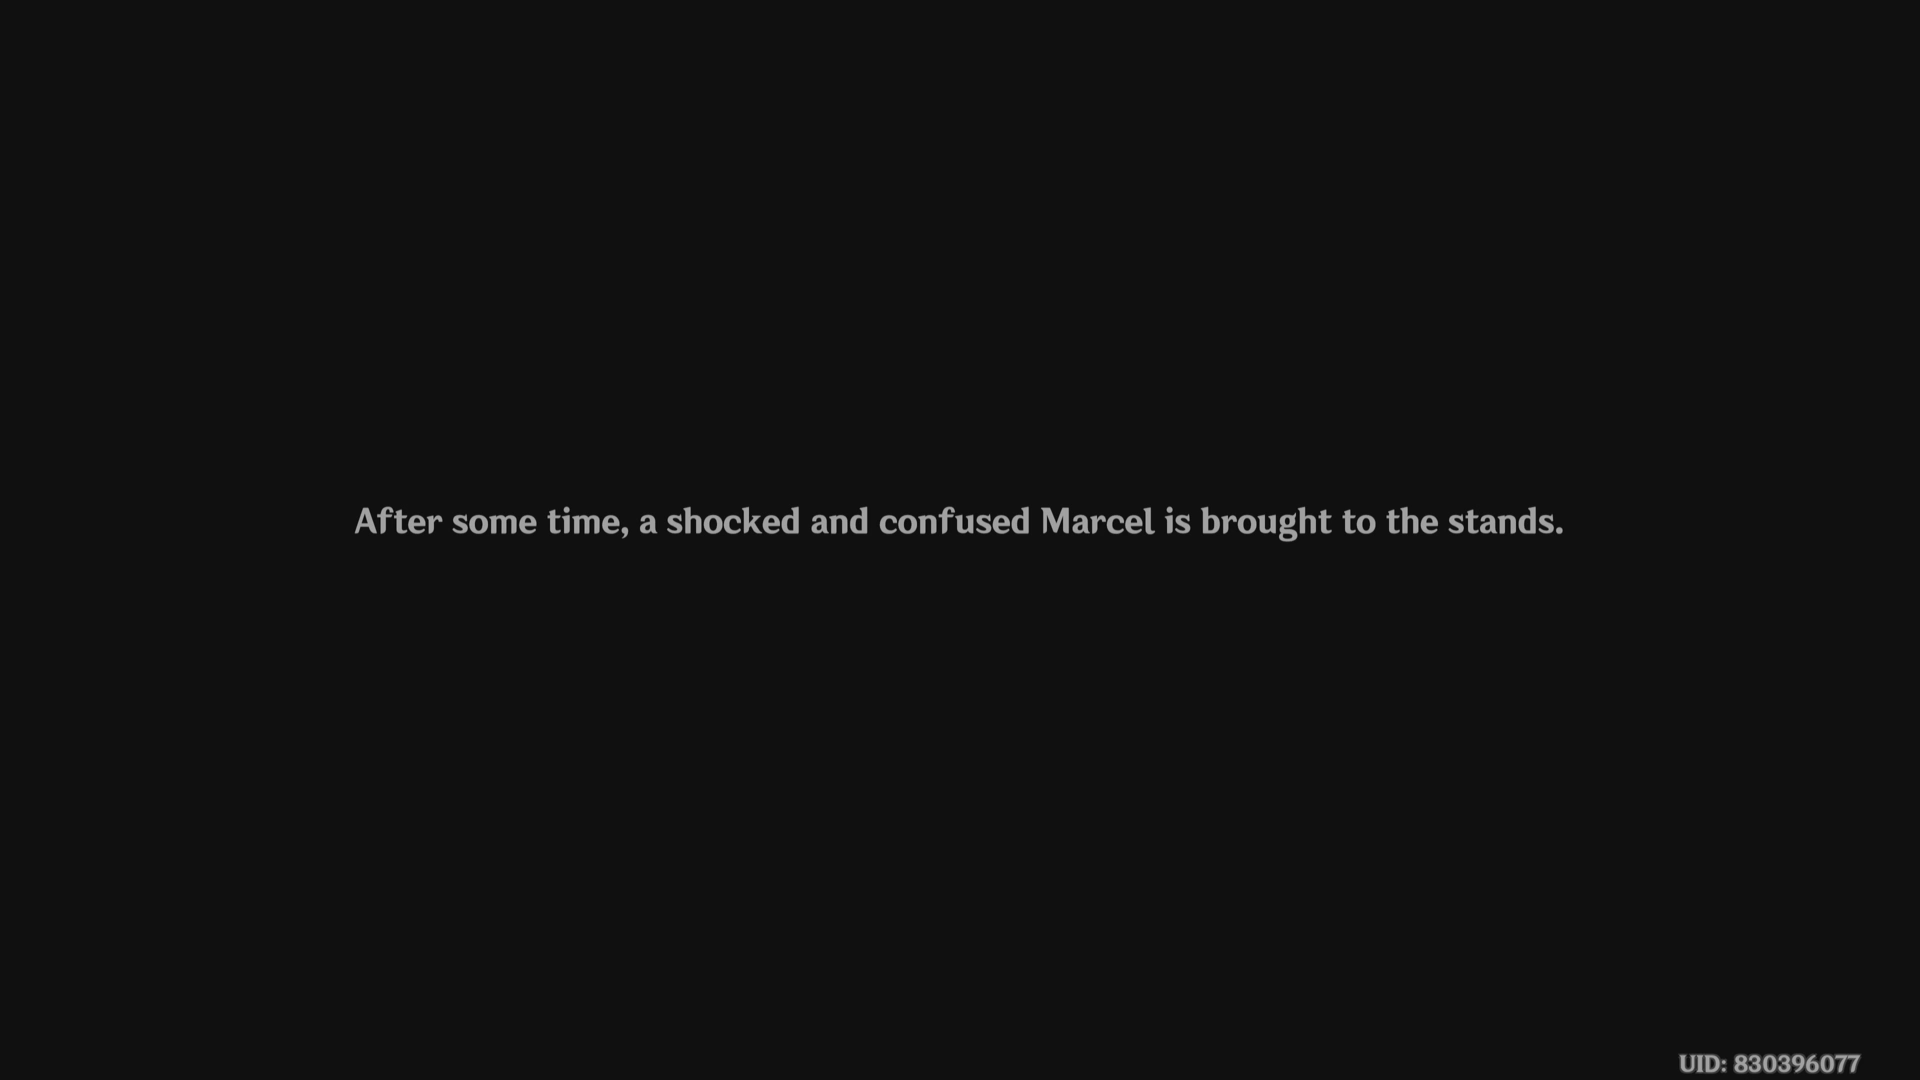 After some time, a shocked and confused Marcel is brought to the stands.
UID: 830396077